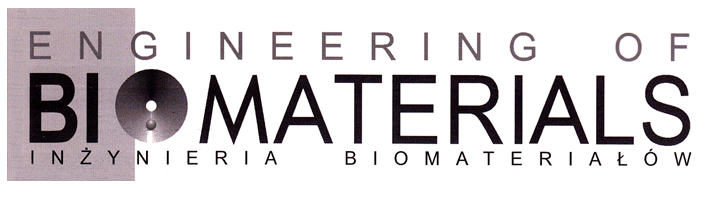 ENGINEERING OF
BIOMATERIALS
INŻYNIERIA BIOMATERIAŁÓW